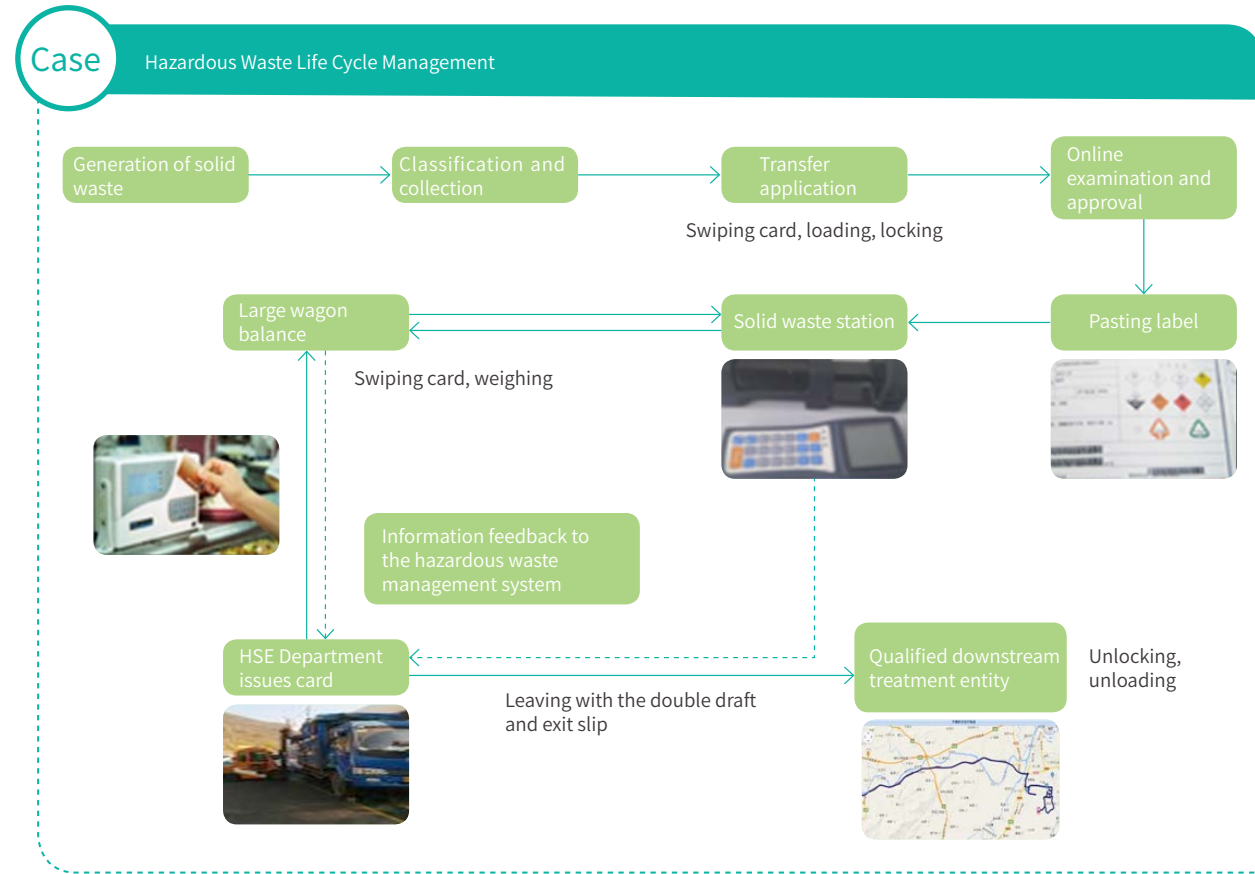 Case
Hazardous Waste Life Cycle Management
Generation of solid
waste
Classification and
collection
Transfer
application
Online
examination and
approval
Swiping card, loading, locking
Large wagon
balance
Solid waste station
Pasting label
Swiping card, weighing
Information feedback to
the hazardous waste
management system
HSE Department
issues card
Qualified downstream
treatment entity
Unlocking,
unloading
Leaving with the double draft
and exit slip